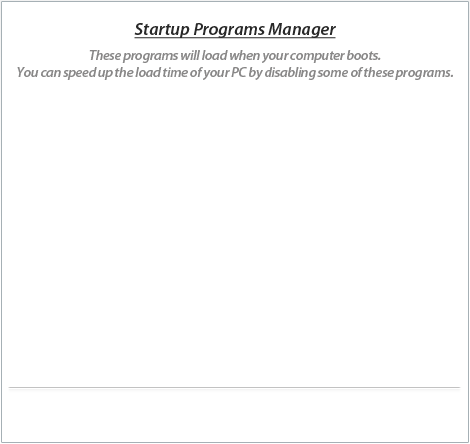 Startup Programs Manager
These programs will load when your computer boots.
You can speed up the load time of your PC by disabling some of these programs.